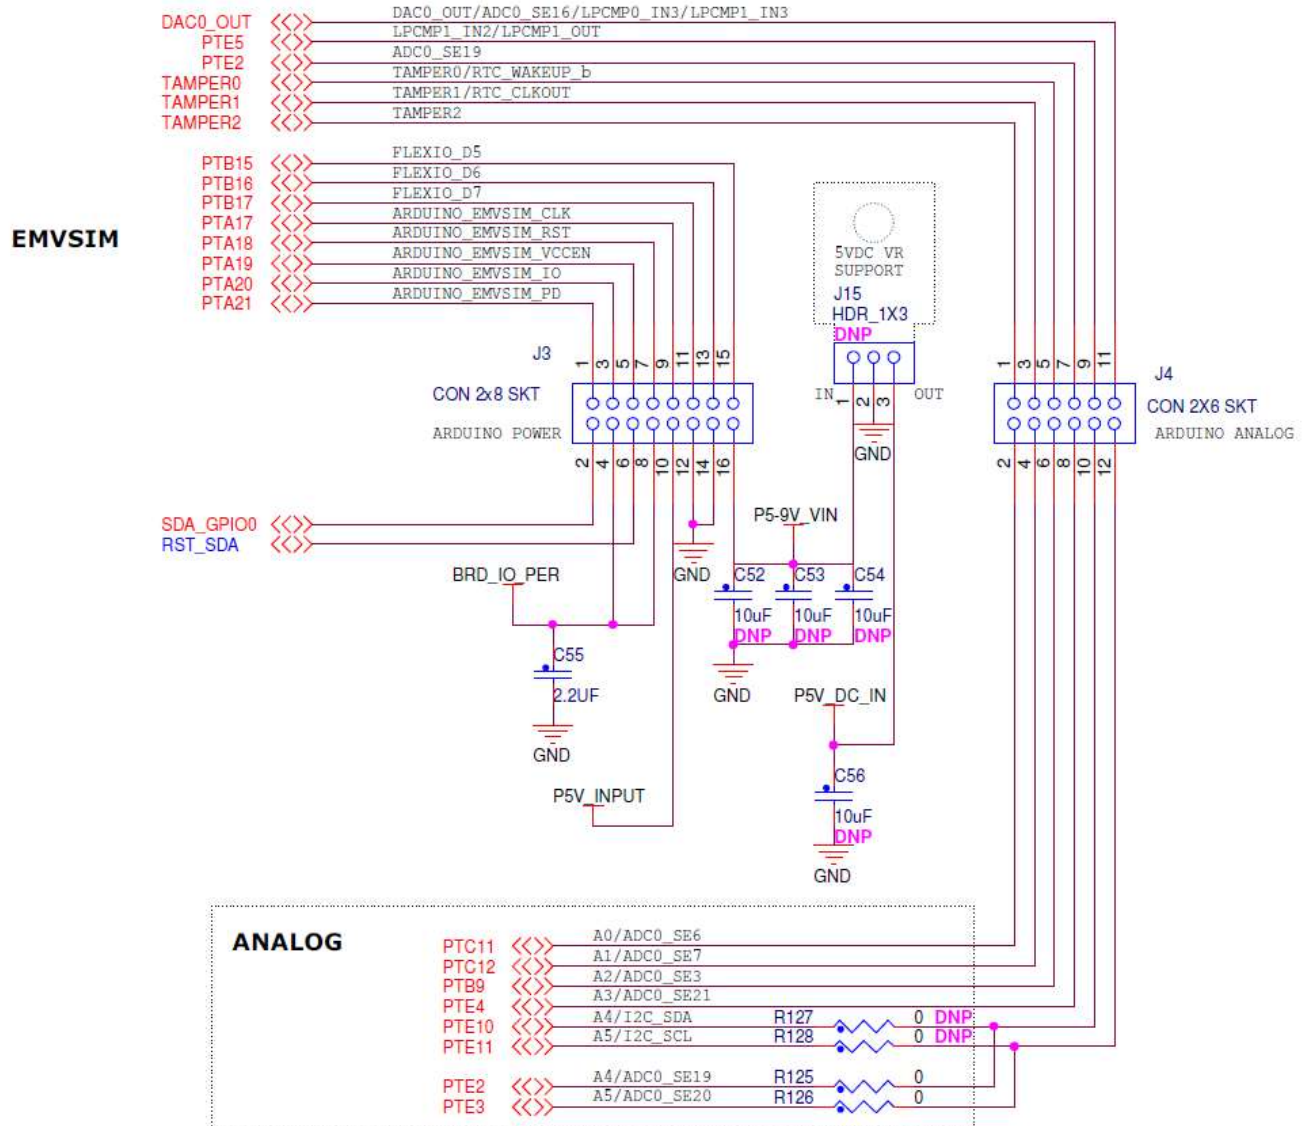 DAC0_OUT DAC0_OUT/ADC0_SE16/LPCMP0_IN3/LPCMP1_IN3
PTE5 LPCMP1_IN2/LPCMP1_OUT
PTE2 ADC0_SE19
TAMPER0 TAMPER0/RTC_WAKEUP_b
TAMPER1 TAMPER1/RTC_CLKOUT
TAMPER2 TAMPER2
PTB15 FLEXIO_D5
PTB16 FLEXIO_D6
PTB17 FLEXIO_D7
PTA17 ARDUINO_EMVSIM_CLK
EMVSIM
PTA18 ARDUINO_EMVSIM_RST
PTA19 ARDUINO_EMVSIM_VCCEN
PTA20 ARDUINO_EMVSIM_IO
PTA21 ARDUINO_EMVSIM_PD
5VDC VR
SUPPORT
J15
HDR_1X3
DNP
J3
1 3 5 7 9 11 13 15
1 3 5 7 9 11
J4
CON 2x8 SKT
IN 1 2 3 OUT
CON 2X6 SKT
ARDUINO POWER
ARDUINO ANALOG
GND
2 4 6 8 10 12 14 16
2 4 6 8 10 12
P5-9V_VIN
SDA_GPIO0
RST_SDA
BRD_IO_PER
GND
C52 C53 C54
10uF 10uF 10uF
DNP DNP DNP
C55
2.2UF
GND
P5V_DC_IN
GND
C56
P5V_INPUT
10uF
DNP
GND
ANALOG
PTC11 A0/ADC0_SE6
PTC12 A1/ADC0_SE7
PTB9 A2/ADC0_SE3
PTE4 A3/ADC0_SE21
PTE10 A4/I2C_SDA R127 0 DNP
PTE11 A5/I2C_SCL R128 0 DNP
PTE2 A4/ADC0_SE19 R125 0
PTE3 A5/ADC0_SE20 R126 0